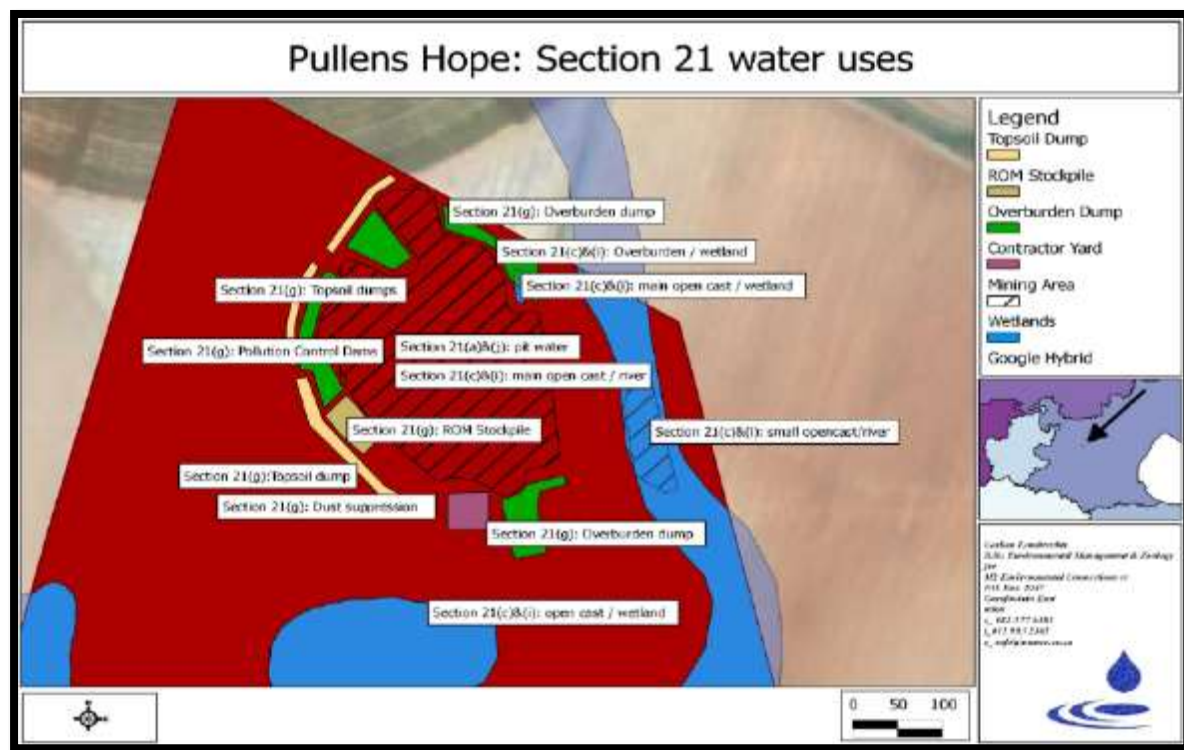 Pullens Hope: Section 21 water uses
Section 21(g): Overburden dump
Section 21(c)&(i): Overburden / wetland
Section 21(c)&(i): main open cast / wetland
Section 21(g): Topsoil dumps
Section 21(g): Pollution Control Dams
Section 21(a)&(j): pit water
Section 21(c)&(i): main open cast / river
Section 21(g): ROM Stockpile
Section 21(c)&(i): small opencast/river
Section 21(g):Topsoil dump
Section 21(g): Dust suppression
Section 21(g): Overburden dump
Section 21(c)&(i): open cast / wetland
Legend
Topsoil Dump
ROM Stockpile
Overburden Dump
Contractor Yard
Mining Area
Wetlands
Google Hybrid
Environmental Management & Zoology
0 50 100